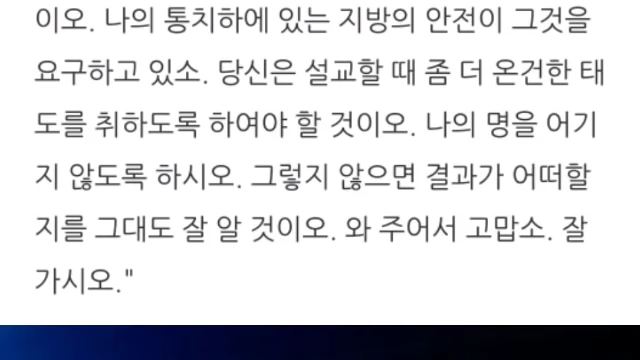 이오. 나의 통치하에 있는 지방의 안전이 그것을
요구하고 있소. 당신은 설교할 때 좀 더 온건한 태
도를 취하도록 하여야 할 것이오. 나의 명을 어기
지 않도록 하시오. 그렇지 않으면 결과가 어떠할
지를 그대도 잘 알 것이오. 와 주어서 고맙소. 잘
가시오."